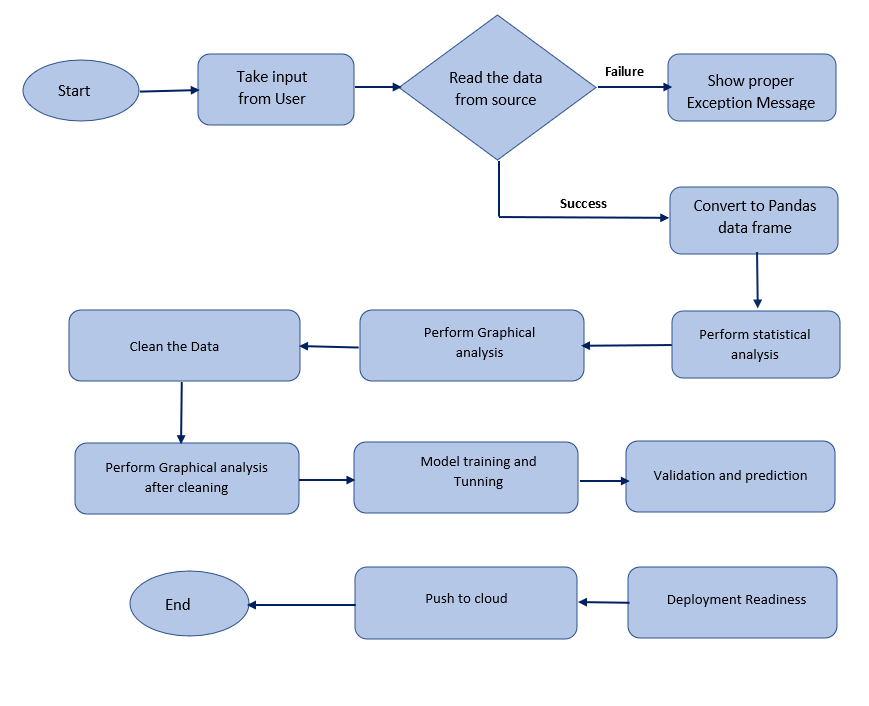 Start
Take input
from User
Read the data
from source
Failure
Show proper
Exception Message
Success
Convert to Pandas
data frame
Perform statistical
analysis
Perform Graphical
analysis
Clean the Data
Perform Graphical analysis
after cleaning
Model training and
Tunning
Validation and prediction
Deployment Readiness
Push to cloud
End